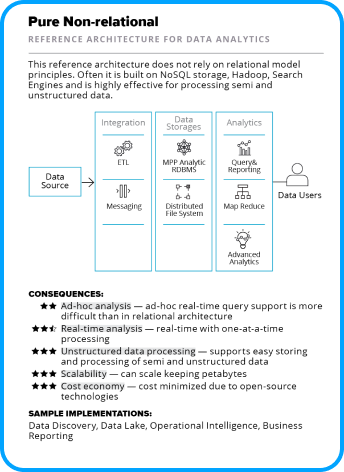 Pure Non-relational
REFERENCE ARCHITECTURE FOR DATA ANALYTICS
This reference architecture does not rely on relational model
principles. Often it is built on NoSQL storage, Hadoop, Search
Engines and is highly effective for processing semi and
unstructured data.
Integration
Data
Storages
Analytics
ETL
MPP Analytic
RDBMS
Query&
Reporting
Data
Source
Messaging
Distributed
File System
Map Reduce
Data Users
Advanced
Analytics
CONSEQUENCES:
Ad-hoc analysis — ad-hoc real-time query support is more
difficult than in relational architecture
Real-time analysis — real-time with one-at-a-time
processing
Unstructured data processing — supports easy storing
and processing of semi and unstructured data
Scalability — can scale keeping petabytes
Cost economy — cost minimized due to open-source
technologies
SAMPLE IMPLEMENTATIONS:
Data Discovery, Data Lake, Operational Intelligence, Business
Reporting